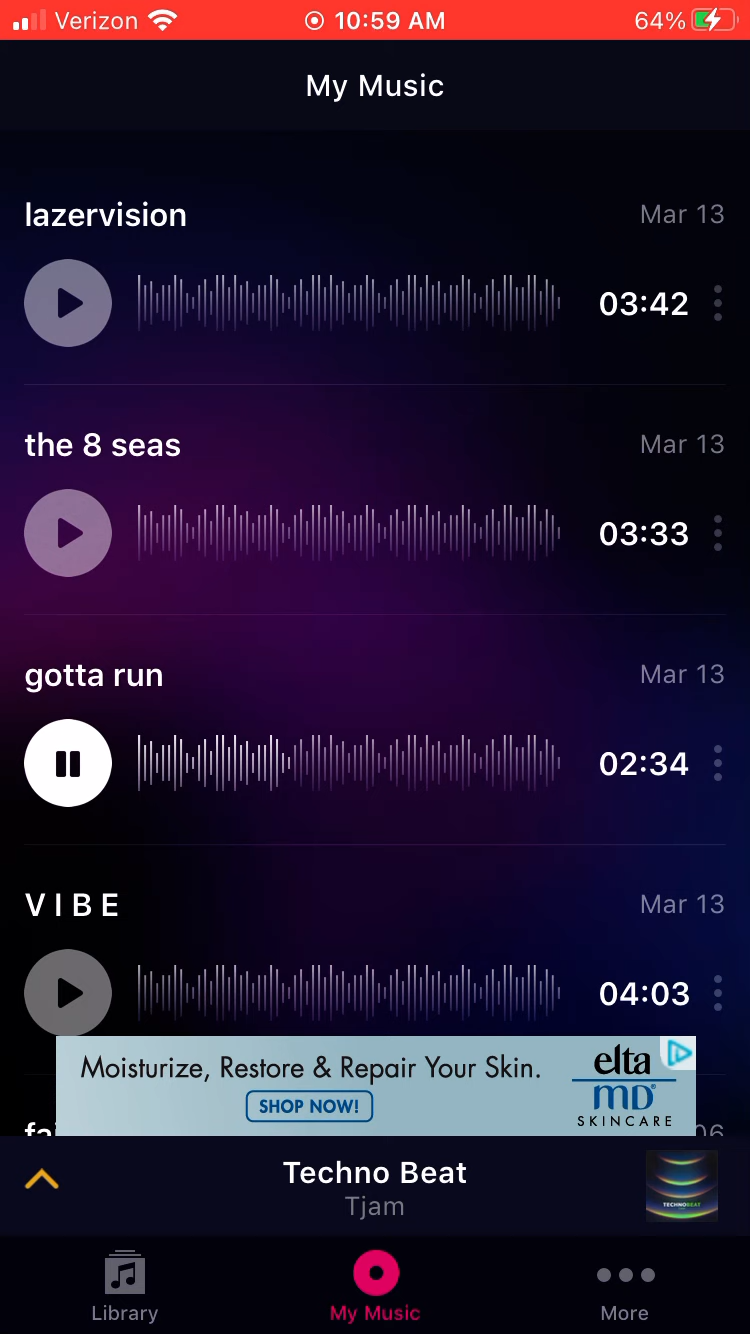 Verizon 10:59 AM 64%
My Music
lazervision Mar 13
03:42
the 8 seas Mar 13
03:33
gotta run Mar 13
02:34
V I B E Mar 13
04:03
Moisturize, Restore & Repair Your Skin.
SHOP NOW!
elta
MD
SKINCARE
06
Techno Beat
Tjam
TECHNOBEAT
Library My Music More